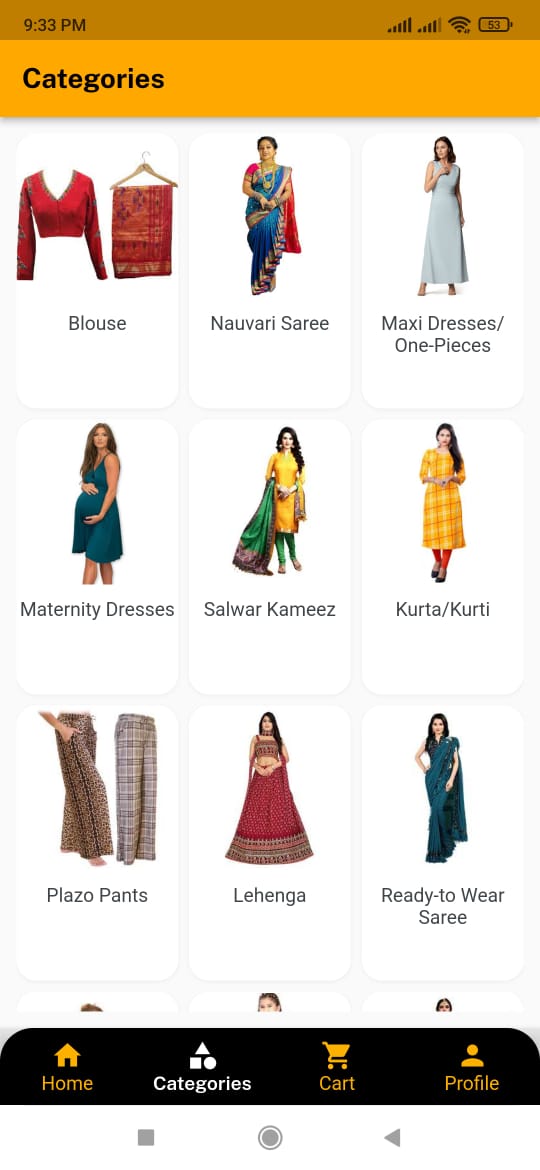 9:33 PM
53
Categories
Blouse
Nauvari Saree
Maxi Dresses/
One-Pieces
Maternity Dresses
Salwar Kameez
Kurta/Kurti
Plazo Pants
Lehenga
Ready-to Wear
Saree
Home
Categories
Cart
Profile